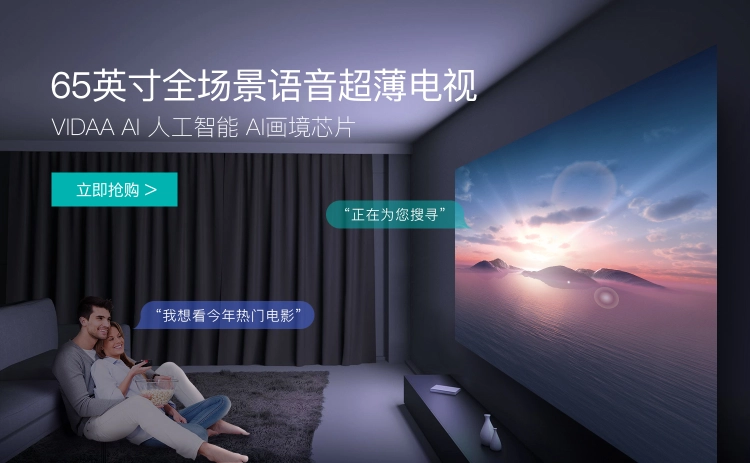 65英寸全场景语音超薄电视
VIDAA AI 人工智能 AI画境芯片
立即抢购 >
“正在为您搜寻”
“我想看今年热门电影”